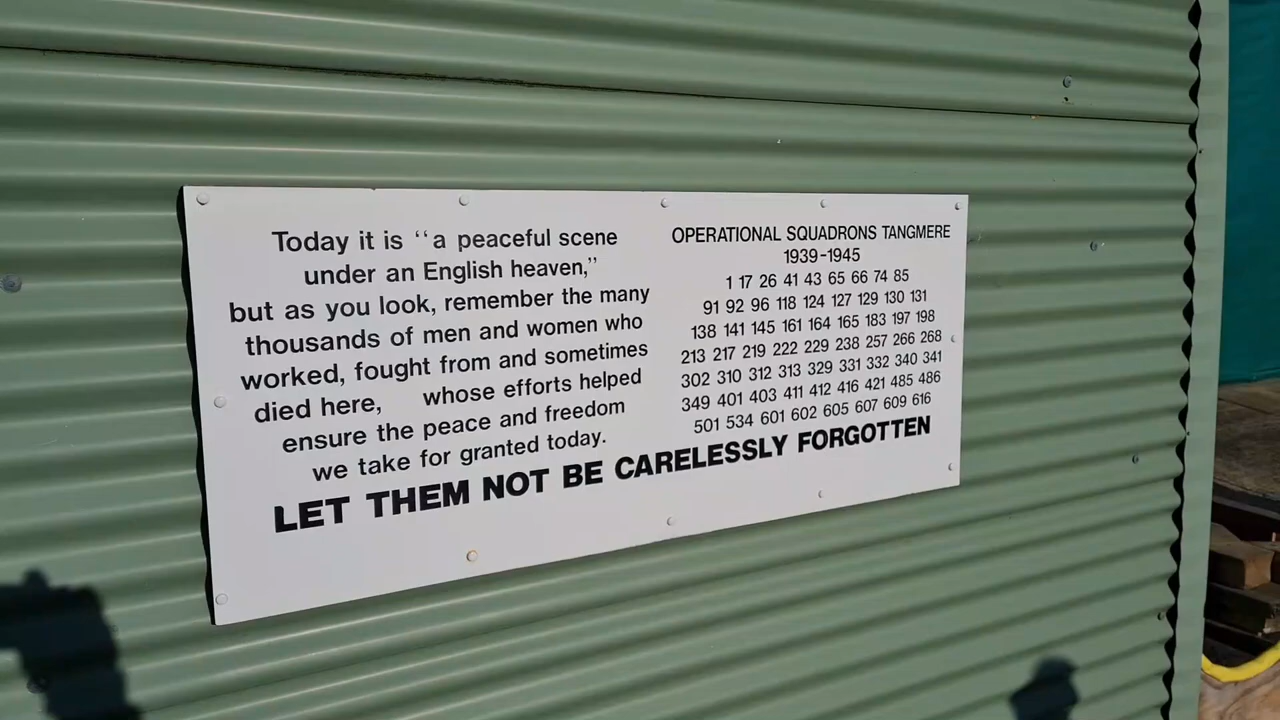 Today it is “a peaceful scene
under an English heaven,”
but as you look, remember the many
thousands of men and women who
worked, fought from and sometimes
died here, whose efforts helped
ensure the peace and freedom
we take for granted today.
OPERATIONAL SQUADRONS TANGMERE
1939-1945
1 17 26 41 43 65 66 74 85
91 92 96 118 124 127 129 130 131
138 141 145 161 164 165 183 197 198
213 217 219 222 229 238 257 266 268
302 310 312 313 329 331 332 340 341
349 401 403 411 412 416 421 485 486
501 534 601 602 605 607 609 616
LET THEM NOT BE CARELESSLY FORGOTTEN